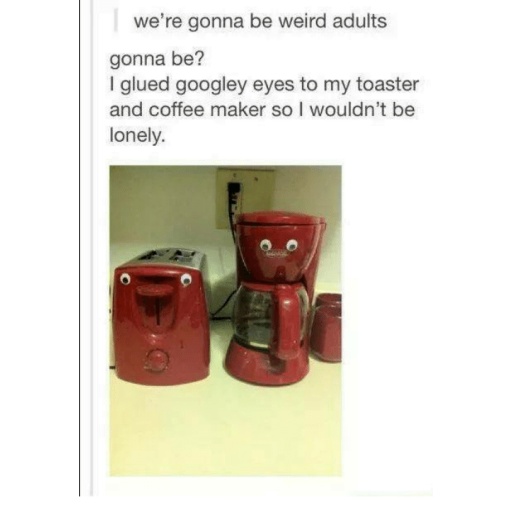 we're gonna be weird adults
gonna be?
I glued googley eyes to my toaster
and coffee maker so I wouldn't be
lonely.